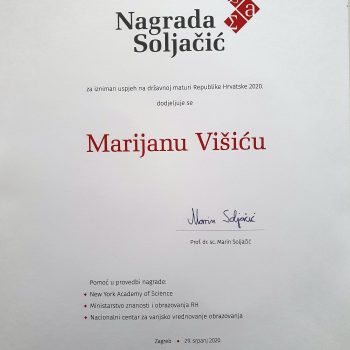 Nagrada
Soljačić
za izniman uspjeh na državnoj maturi Republike Hrvatske 2020.
dodjeljuje se
Marijanu Višiću
Marin Soljačić
Prof. dr. sc. Marin Soljačić
Pomoć u provedbi nagrade:
• New York Academy of Science
• Ministarstvo znanosti i obrazovanja RH
• Nacionalni centar za vanjsko vrednovanje obrazovanja
Zagreb • 29. srpanj 2020.